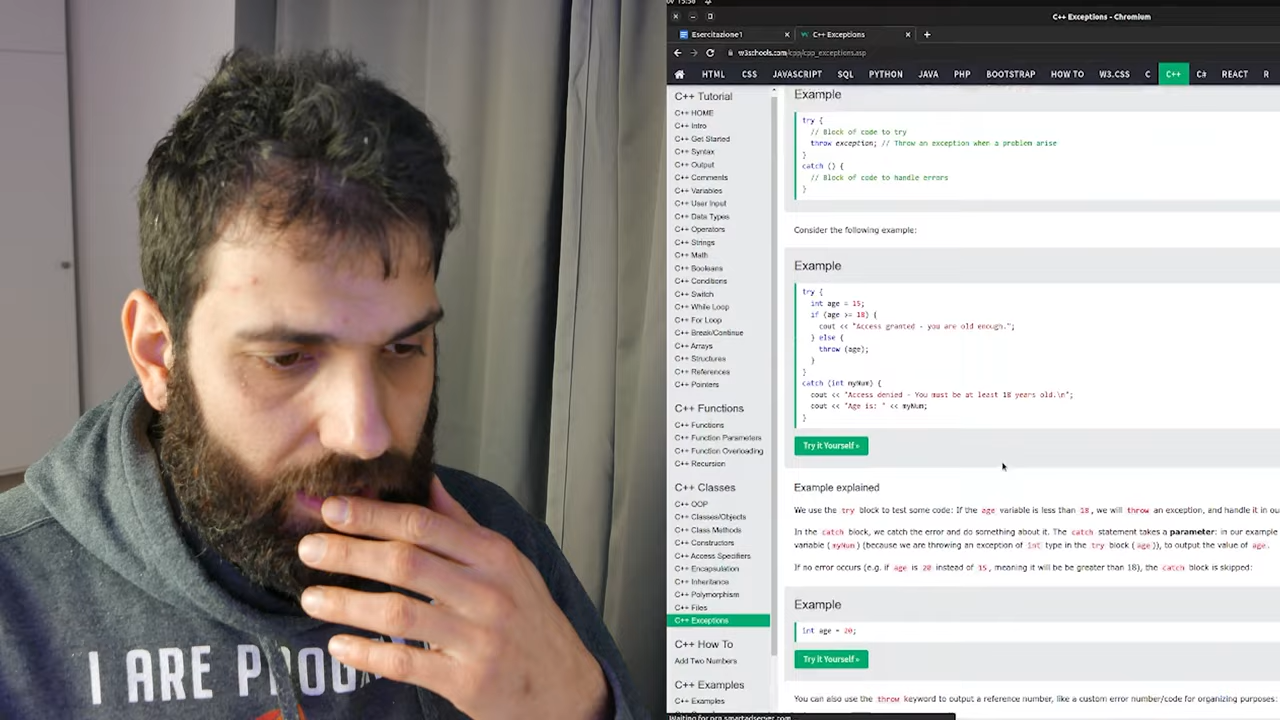 C++ Exceptions - Chromium
Esercitazione1
C++ Exceptions
w3schools.com/cpp/cpp_exceptions.asp
HTML CSS JAVASCRIPT SQL PYTHON JAVA PHP BOOTSTRAP HOW TO W3.CSS C C++ C# REACT R
C++ Tutorial
C++ HOME
C++ Intro
C++ Get Started
C++ Syntax
C++ Output
C++ Comments
C++ Variables
C++ User Input
C++ Data Types
C++ Operators
C++ Strings
C++ Math
C++ Booleans
C++ Conditions
C++ Switch
C++ While Loop
C++ For Loop
C++ Break/Continue
C++ Arrays
C++ Structures
C++ References
C++ Pointers
C++ Functions
C++ Functions
C++ Function Parameters
C++ Function Overloading
C++ Recursion
C++ Classes
C++ OOP
C++ Classes/Objects
C++ Class Methods
C++ Constructors
C++ Access Specifiers
C++ Encapsulation
C++ Inheritance
C++ Polymorphism
C++ Files
C++ Exceptions
C++ How To
Add Two Numbers
C++ Examples
C++ Examples
Example
try {
// Block of code to try
throw exception; // Throw an exception when a problem arise
}
catch () {
// Block of code to handle errors
}
Consider the following example:
Example
try {
int age = 15;
if (age >= 18) {
cout << "Access granted - you are old enough.";
} else {
throw (age);
}
}
catch (int myNum) {
cout << "Access denied - You must be at least 18 years old.\n";
cout << "Age is: " << myNum;
}
Try it Yourself »
Example explained
We use the try block to test some code: If the age variable is less than 18, we will throw an exception, and handle it in ou
In the catch block, we catch the error and do something about it. The catch statement takes a parameter: in our example
variable (myNum) (because we are throwing an exception of int type in the try block (age)), to output the value of age.
If no error occurs (e.g. if age is 20 instead of 15, meaning it will be be greater than 18), the catch block is skipped:
Example
int age = 20;
Try it Yourself »
You can also use the throw keyword to output a reference number, like a custom error number/code for organizing purposes:
Waiting for org.smartadserver.com
I ARE PROG